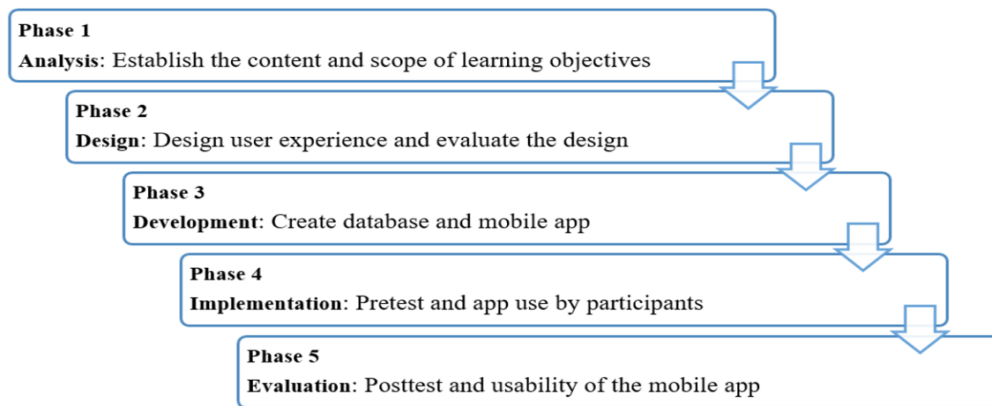 Phase 1
Analysis: Establish the content and scope of learning objectives
Phase 2
Design: Design user experience and evaluate the design
Phase 3
Development: Create database and mobile app
Phase 4
Implementation: Pretest and app use by participants
Phase 5
Evaluation: Posttest and usability of the mobile app